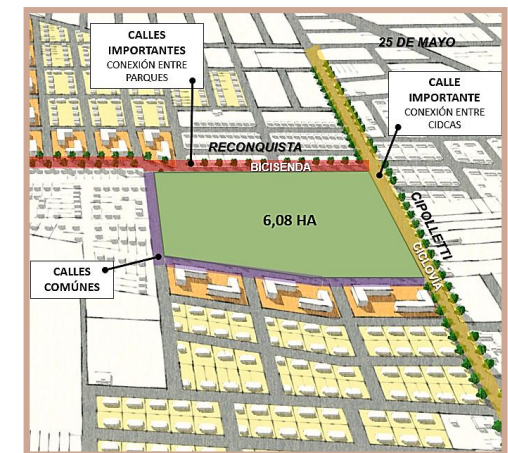 CALLES
IMPORTANTES
CONEXIÓN ENTRE
PARQUES
25 DE MAYO
CALLE
IMPORTANTE
CONEXIÓN ENTRE
CIDCAS
RECONQUISTA
BICISENDA
6,08 HA
CIPOLLETTI
CICLOVÍA
CALLES
COMÚNES